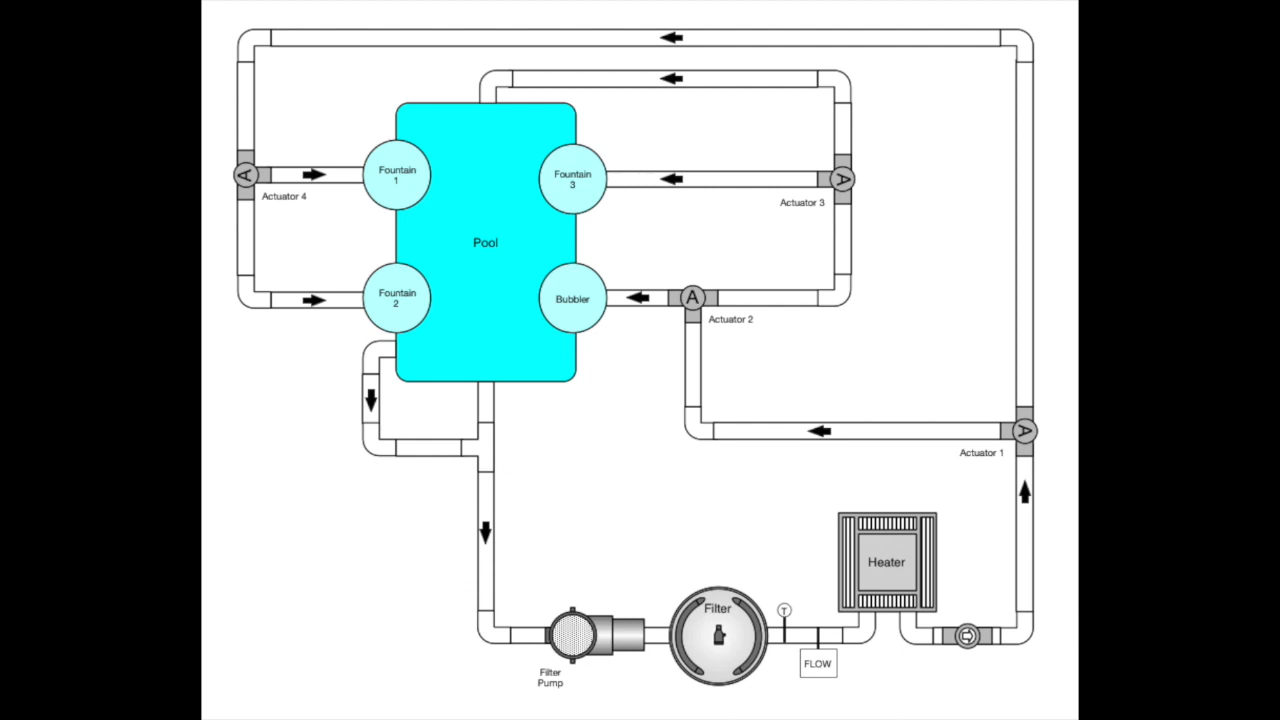 Fountain
1
Fountain
3
A
Actuator 4
A
Actuator 3
Pool
Fountain
2
Bubbler
A
Actuator 2
A
Actuator 1
Heater
Filter
T
FLOW
Filter
Pump